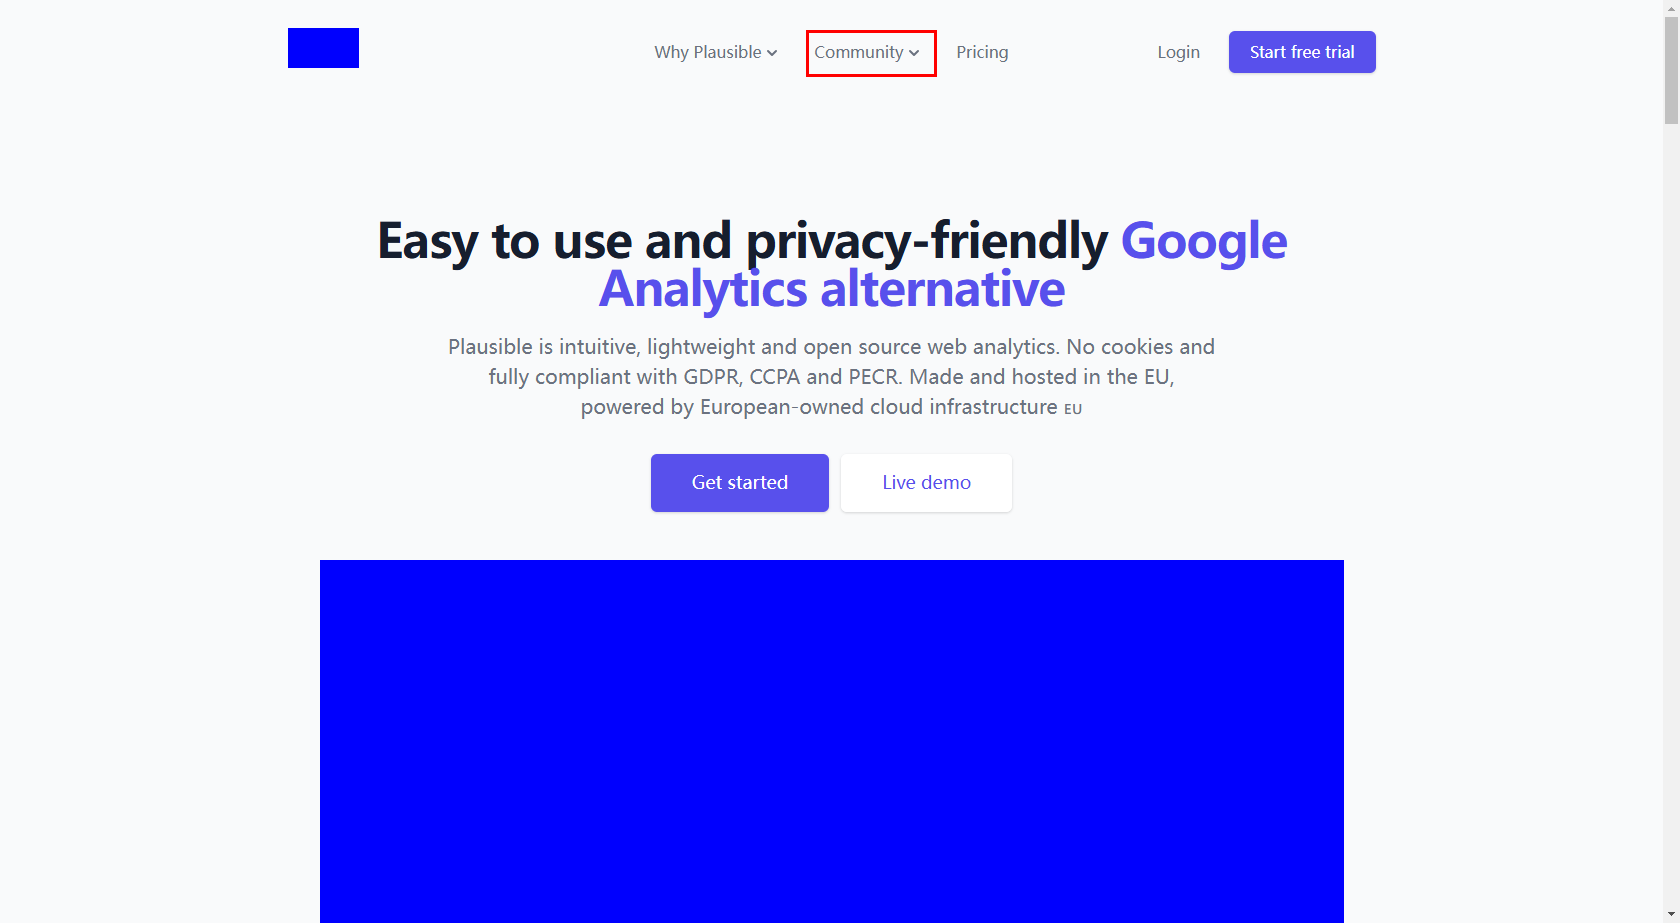 Why Plausible
Community
Pricing
Login
Start free trial
Easy to use and privacy-friendly Google
Analytics alternative
Plausible is intuitive, lightweight and open source web analytics. No cookies and
fully compliant with GDPR, CCPA and PECR. Made and hosted in the EU,
powered by European-owned cloud infrastructure EU
Get started
Live demo